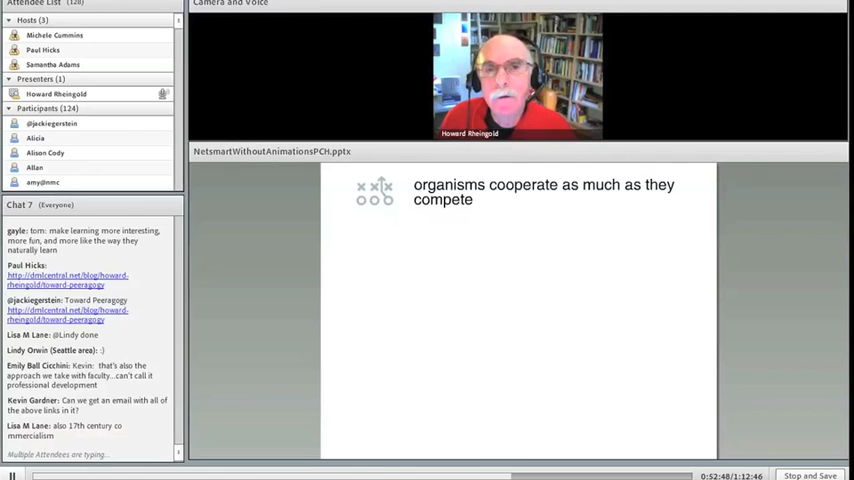 Attendee List (128)
Hosts (3)
Michele Cummins
Paul Hicks
Samantha Adams
Presenters (1)
Howard Rheingold
Participants (124)
@jackiegerstein
Alicia
Alison Cody
Allan
amy@nmc
Chat 7 (Everyone)
gayle: tom: make learning more interesting,
more fun, and more like the way they
naturally learn
Paul Hicks:
http://dmlcentral.net/blog/howard-
rheingold/toward-peeragogy
@jackiegerstein: Toward Peeragogy
http://dmlcentral.net/blog/howard-
rheingold/toward-peeragogy
Lisa M Lane: @Lindy done
Lindy Orwin (Seattle area): :)
Emily Ball Cicchini: Kevin: that's also the
approach we take with faculty...can't call it
professional development
Kevin Gardner: Can we get an email with all of
the above links in it?
Lisa M Lane: also 17th century co
mmercialism
Multiple Attendees are typing...
Camera and Voice
Howard Rheingold
NetsmartWithoutAnimationsPCH.pptx
organisms cooperate as much as they
compete
0:52:48/1:12:46
Stop and Save